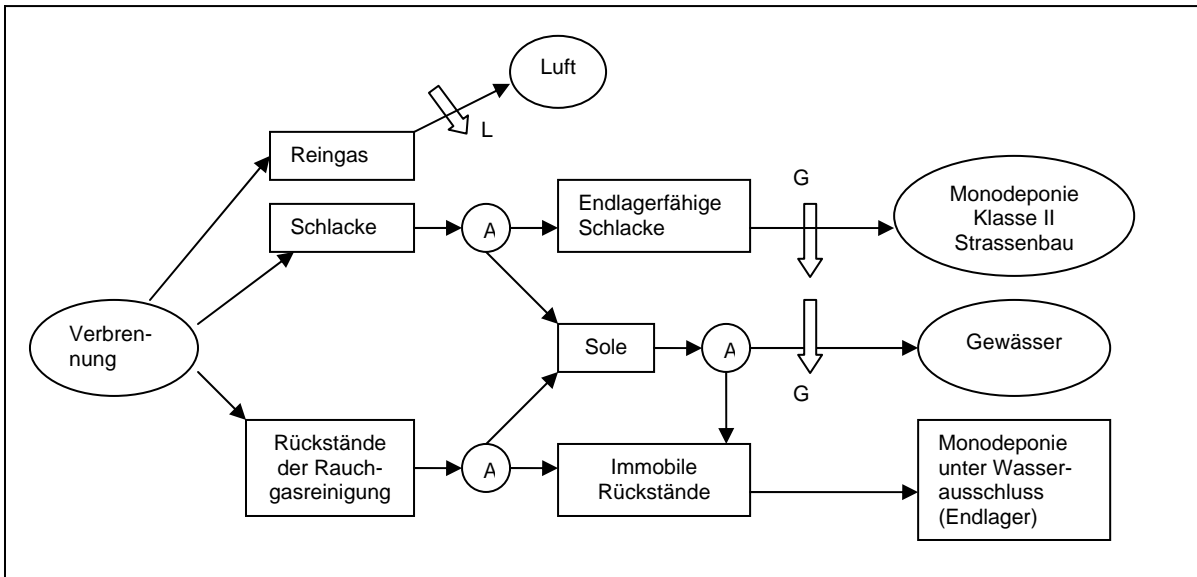 Luft
L
Reingas
G
Schlacke
A
Endlagerfähige
Schlacke
Monodeponie
Klasse II
Strassenbau
Verbren-
nung
Sole
A
Gewässer
G
Rückstände
der Rauch-
gasreinigung
A
Immobile
Rückstände
Monodeponie
unter Wasser-
ausschluss
(Endlager)